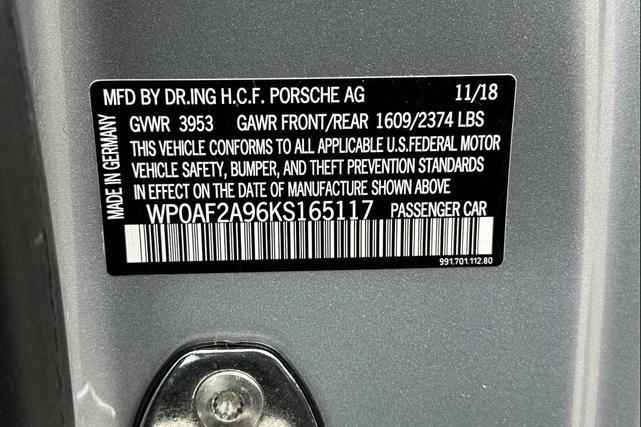 MFD BY DR.ING H.C.F. PORSCHE AG 11/18
GVWR 3953 GAWR FRONT/REAR 1609/2374 LBS
THIS VEHICLE CONFORMS TO ALL APPLICABLE U.S.FEDERAL MOTOR
VEHICLE SAFETY, BUMPER, AND THEFT PREVENTION STANDARDS
IN EFFECT ON THE DATE OF MANUFACTURE SHOWN ABOVE
WP0AF2A96KS165117 PASSENGER CAR
991.701.112.80
MADE IN GERMANY